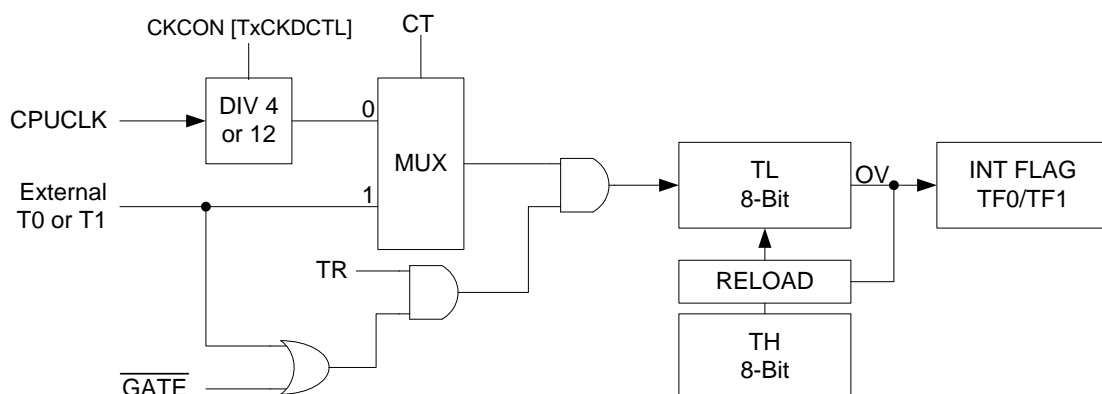 CKCON [TxCKDCTL]
CT
CPUCLK
DIV 4
or 12
0
MUX
External
T0 or T1
1
TR
GATE
TL
8-Bit
OV
INT FLAG
TF0/TF1
RELOAD
TH
8-Bit